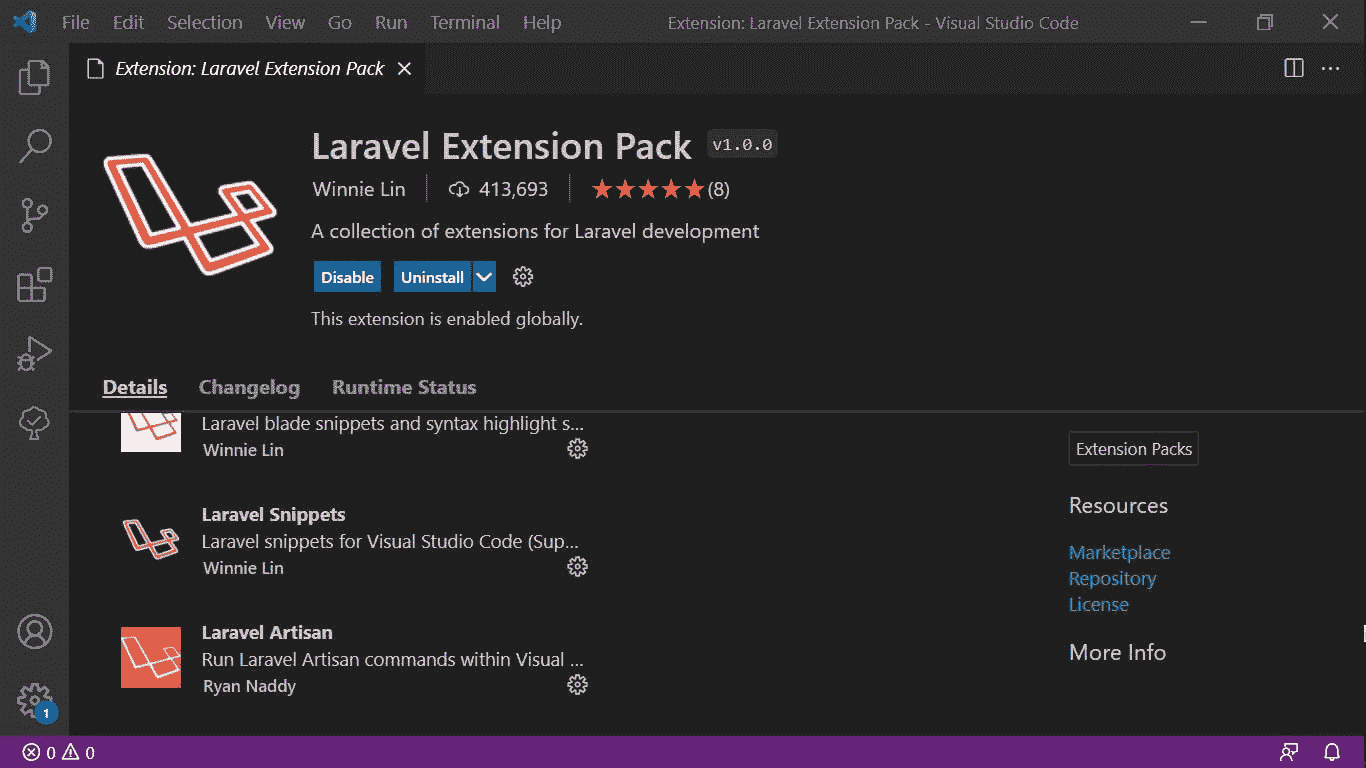 File Edit Selection View Go Run Terminal Help Extension: Laravel Extension Pack - Visual Studio Code
Extension: Laravel Extension Pack
Laravel Extension Pack v1.0.0
Winnie Lin 413,693 (8)
A collection of extensions for Laravel development
Disable Uninstall
This extension is enabled globally.
Details Changelog Runtime Status
Laravel blade snippets and syntax highlight s...
Winnie Lin
Laravel Snippets
Laravel snippets for Visual Studio Code (Sup...
Winnie Lin
Laravel Artisan
Run Laravel Artisan commands within Visual ...
Ryan Naddy
Extension Packs
Resources
Marketplace
Repository
License
More Info
1
0 0